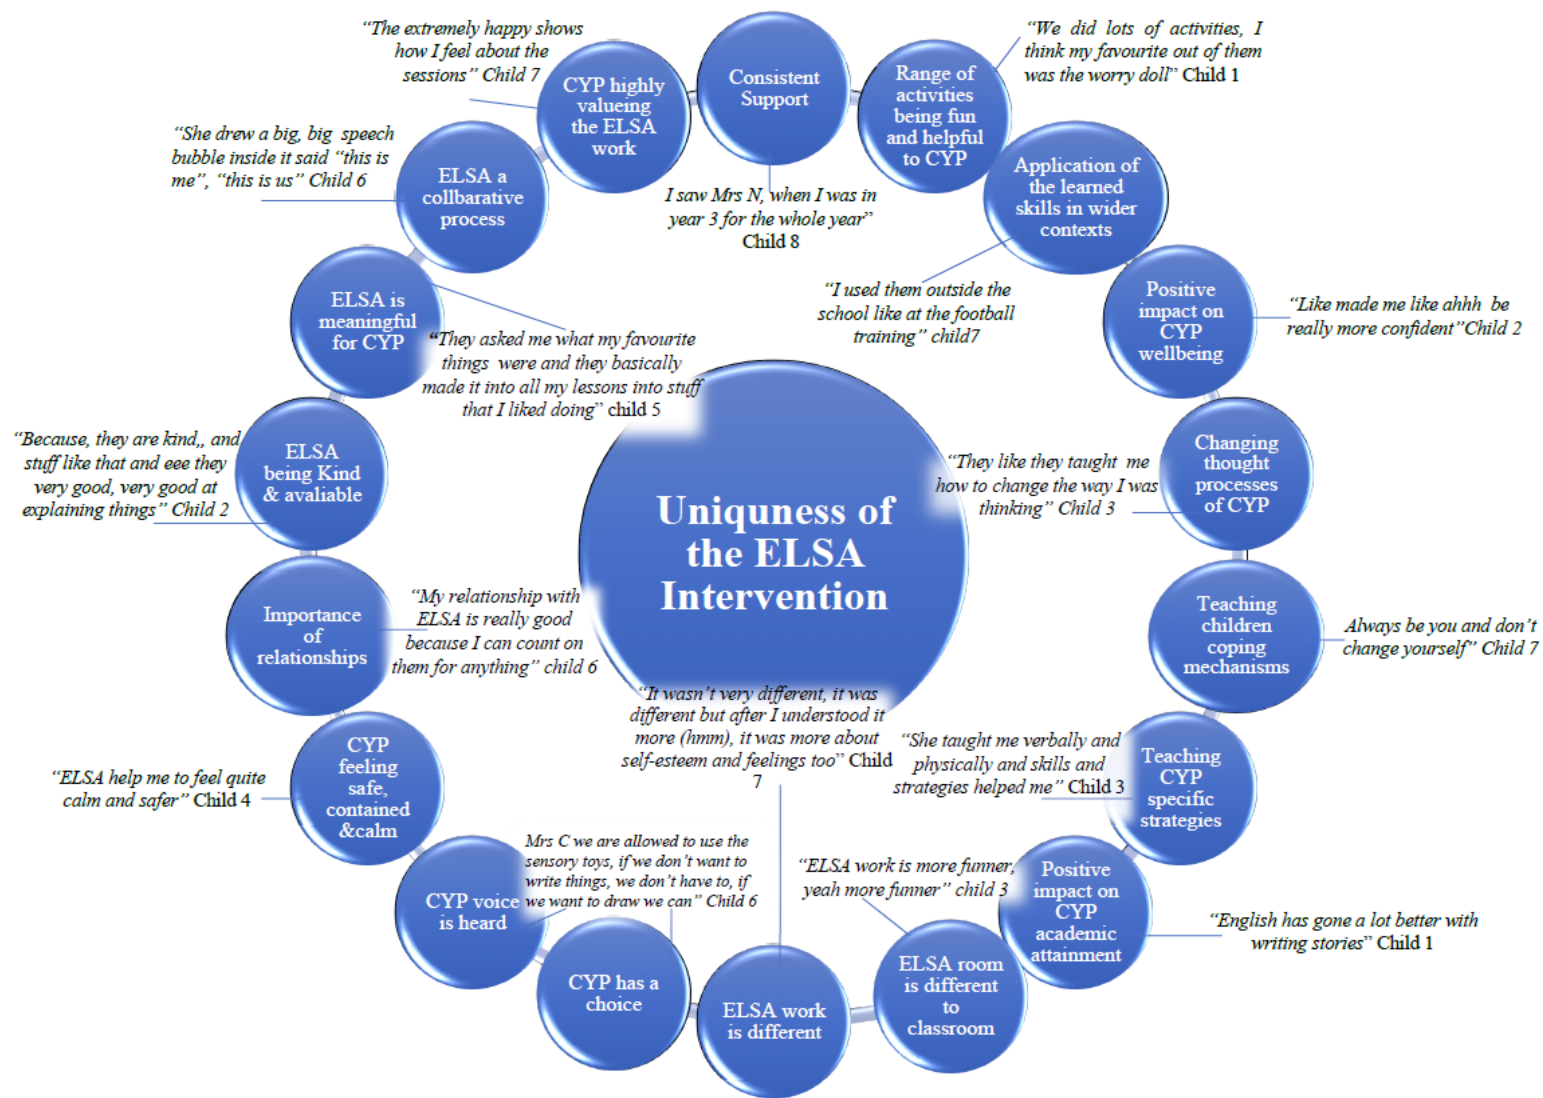 “The extremely happy shows
how I feel about the
sessions” Child 7
CYP highly
valueing
the ELSA
work
Consistent
Support
I saw Mrs N, when I was in
year 3 for the whole year”
Child 8
Range of
activities
being fun
and helpful
to CYP
“We did lots of activities, I
think my favourite out of them
was the worry doll” Child 1
Application of
the learned
skills in wider
contexts
“I used them outside the
school like at the football
training” child7
Positive
impact on
CYP
wellbeing
“Like made me like ahhh be
really more confident”Child 2
Changing
thought
processes
of CYP
“They like they taught me
how to change the way I was
thinking” Child 3
Teaching
children
coping
mechanisms
Always be you and don’t
change yourself” Child 7
Teaching
CYP
specific
strategies
“She taught me verbally and
physically and skills and
strategies helped me” Child 3
Positive
impact on
CYP
academic
attainment
“English has gone a lot better with
writing stories” Child 1
ELSA room
is different
to
classroom
“ELSA work is more funner,
yeah more funner” child 3
ELSA work
is different
“It wasn’t very different, it was
different but after I understood it
more (hmm), it was more about
self-esteem and feelings too” Child
7
CYP has a
choice
Mrs C we are allowed to use the
sensory toys, if we don’t want to
write things, we don’t have to, if
we want to draw we can” Child 6
CYP voice
is heard
CYP
feeling
safe,
contained
&calm
“ELSA help me to feel quite
calm and safer” Child 4
Importance
of
relationships
“My relationship with
ELSA is really good
because I can count on
them for anything” child 6
ELSA
being Kind
& avaliable
“Because, they are kind,, and
stuff like that and eee they
very good, very good at
explaining things” Child 2
ELSA is
meaningful
for CYP
“They asked me what my favourite
things were and they basically
made it into all my lessons into stuff
that I liked doing” child 5
ELSA a
collbarative
process
“She drew a big, big speech
bubble inside it said “this is
me”, “this is us” Child 6
Uniquness of
the ELSA
Intervention